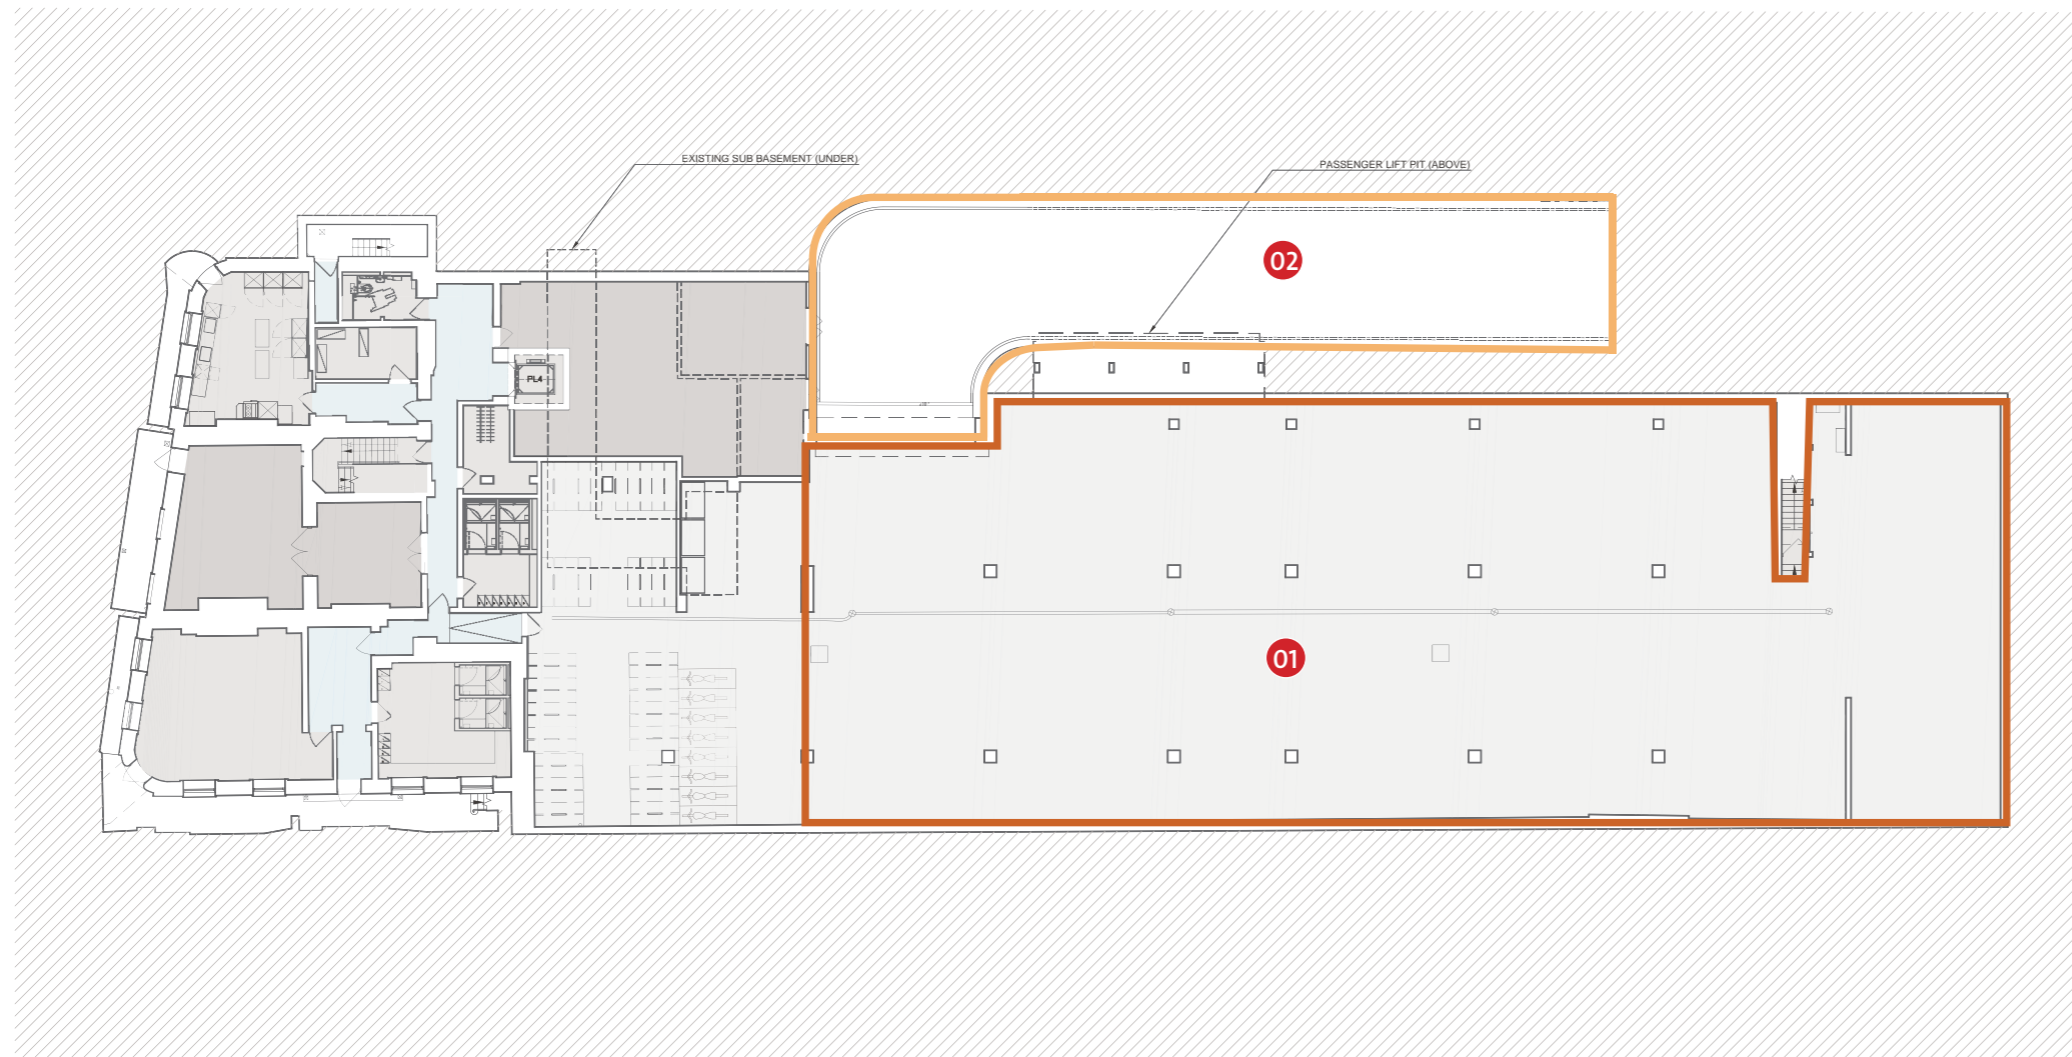 EXISTING SUB BASEMENT (UNDER)
PASSENGER LIFT PIT (ABOVE)
02
PL4
01